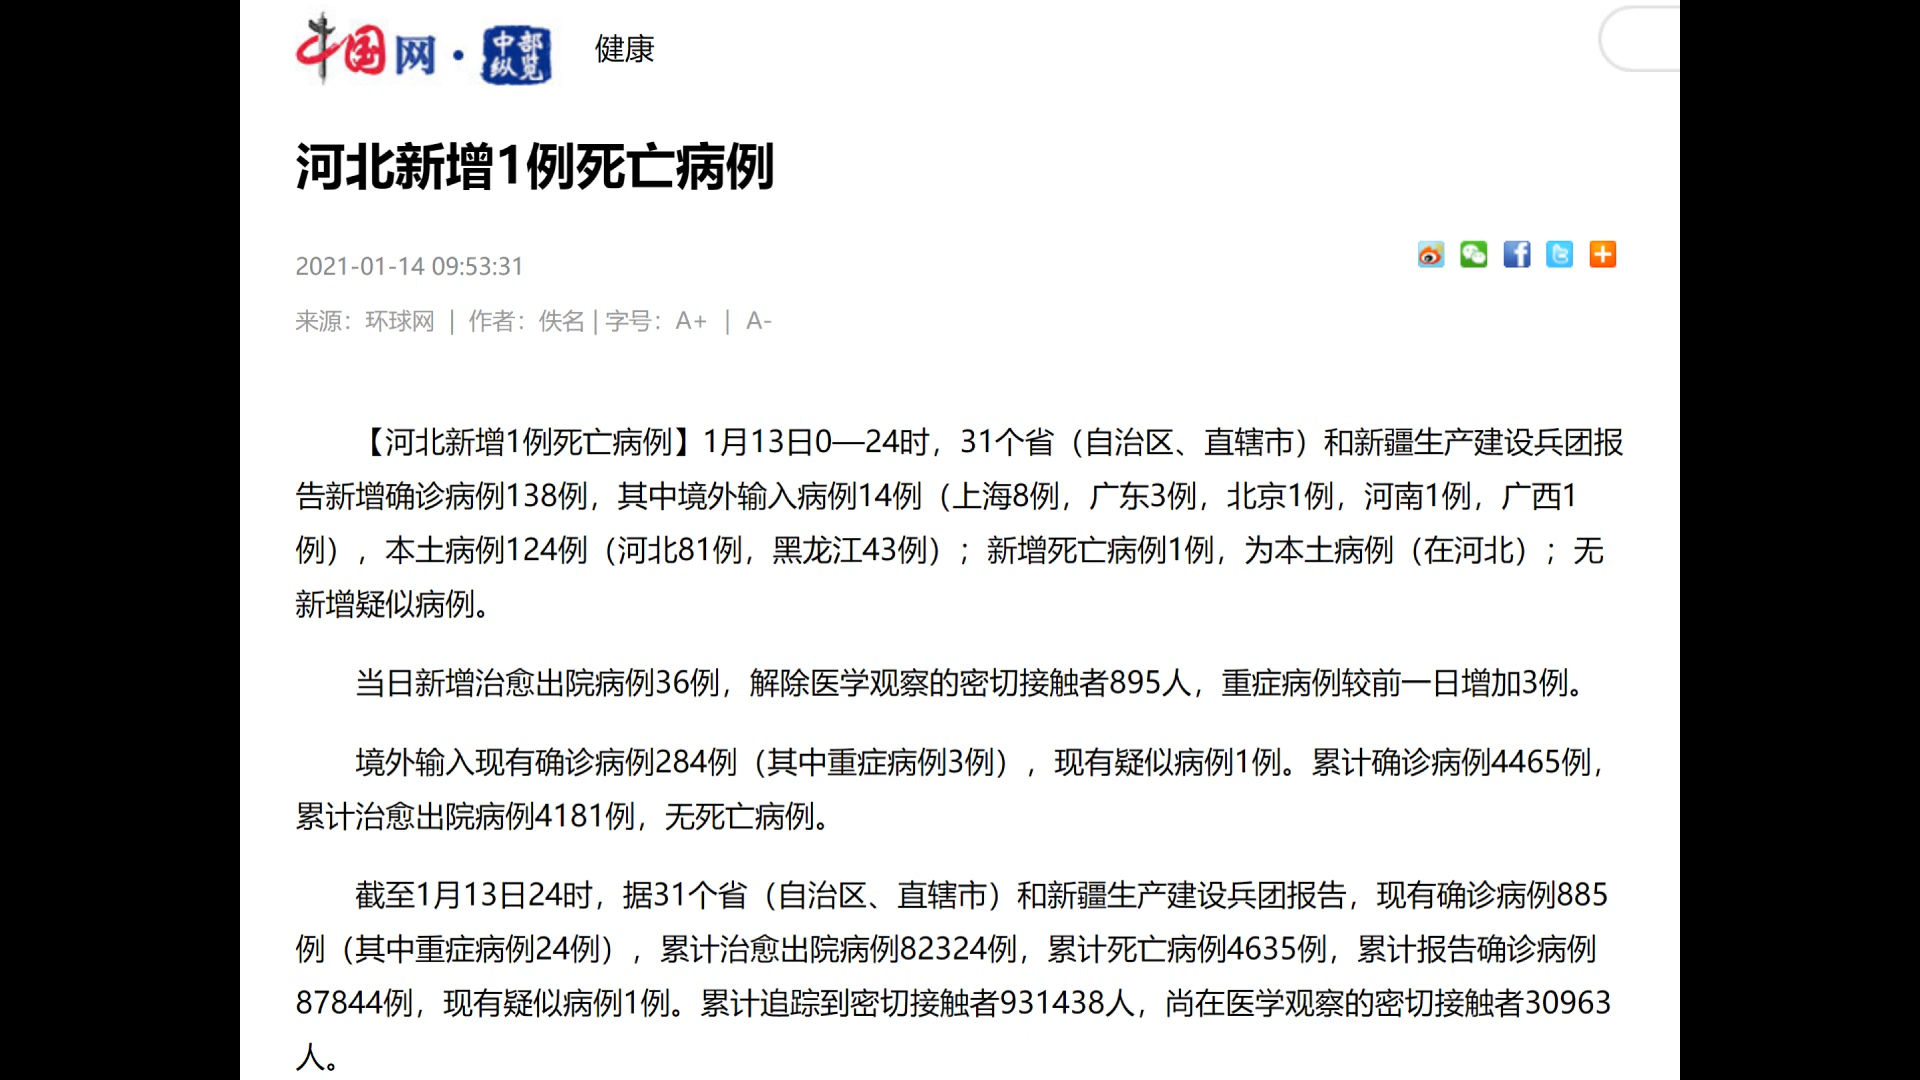 中国网·中部纵览 健康
河北新增1例死亡病例
2021-01-14 09:53:31
来源：环球网 | 作者：佚名 | 字号：A+ | A-
【河北新增1例死亡病例】1月13日0—24时，31个省（自治区、直辖市）和新疆生产建设兵团报
告新增确诊病例138例，其中境外输入病例14例（上海8例，广东3例，北京1例，河南1例，广西1
例），本土病例124例（河北81例，黑龙江43例）；新增死亡病例1例，为本土病例（在河北）；无
新增疑似病例。
当日新增治愈出院病例36例，解除医学观察的密切接触者895人，重症病例较前一日增加3例。
境外输入现有确诊病例284例（其中重症病例3例），现有疑似病例1例。累计确诊病例4465例，
累计治愈出院病例4181例，无死亡病例。
截至1月13日24时，据31个省（自治区、直辖市）和新疆生产建设兵团报告，现有确诊病例885
例（其中重症病例24例），累计治愈出院病例82324例，累计死亡病例4635例，累计报告确诊病例
87844例，现有疑似病例1例。累计追踪到密切接触者931438人，尚在医学观察的密切接触者30963
人。